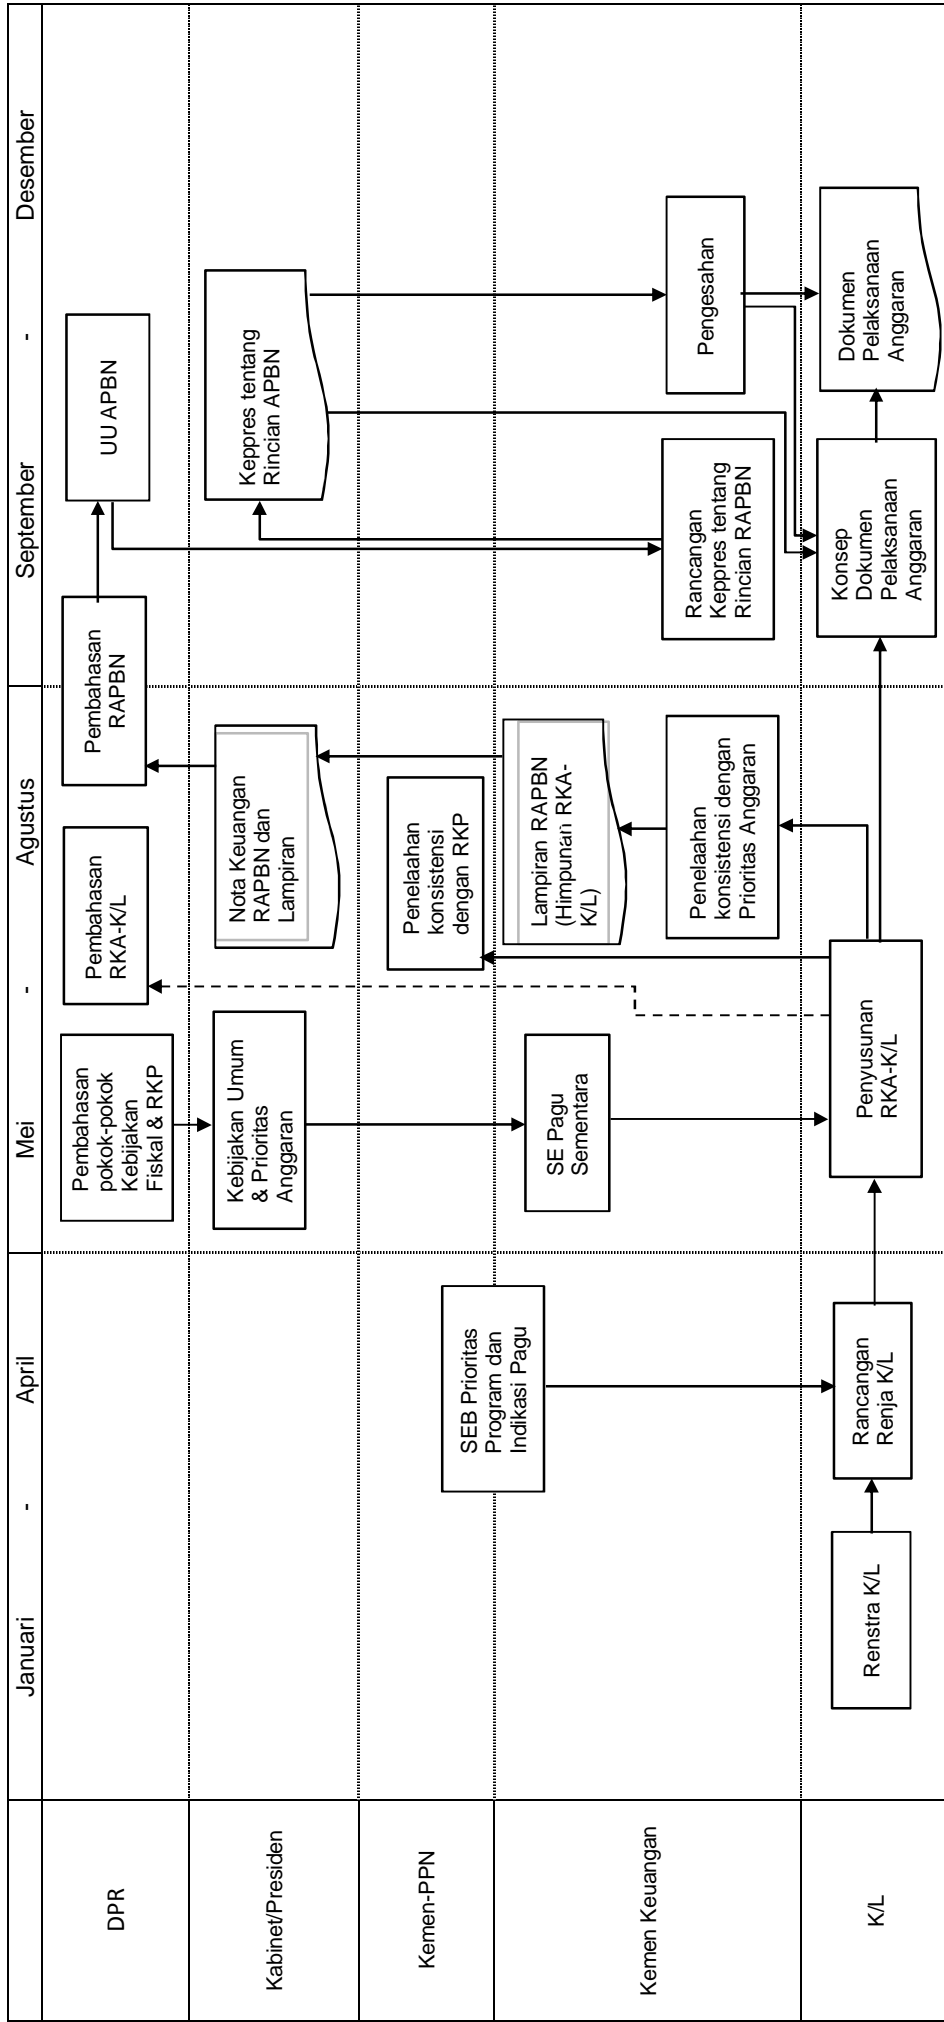 Januari - April
Mei - Agustus
September - Desember
DPR
Pembahasan
pokok-pokok
Kebijakan
Fiskal & RKP
Pembahasan
RKA-K/L
Pembahasan
RAPBN
UU APBN
Kabinet/Presiden
Kebijakan Umum
& Prioritas
Anggaran
Nota Keuangan
RAPBN dan
Lampiran
Keppres tentang
Rincian APBN
Kemen-PPN
SEB Prioritas
Program dan
Indikasi Pagu
Penelahan
konsistensi
dengan RKP
Kemen Keuangan
SE Pagu
Sementara
Lampiran RAPBN
(Himpunan RKA-
K/L)
Penelaahan
konsistensi dengan
Prioritas Anggaran
Rancangan
Keppres tentang
Rincian RAPBN
Pengesahan
K/L
Renstra K/L
Rancangan
Renja K/L
Penyusunan
RKA-K/L
Konsep
Dokumen
Pelaksanaan
Anggaran
Dokumen
Pelaksanaan
Anggaran